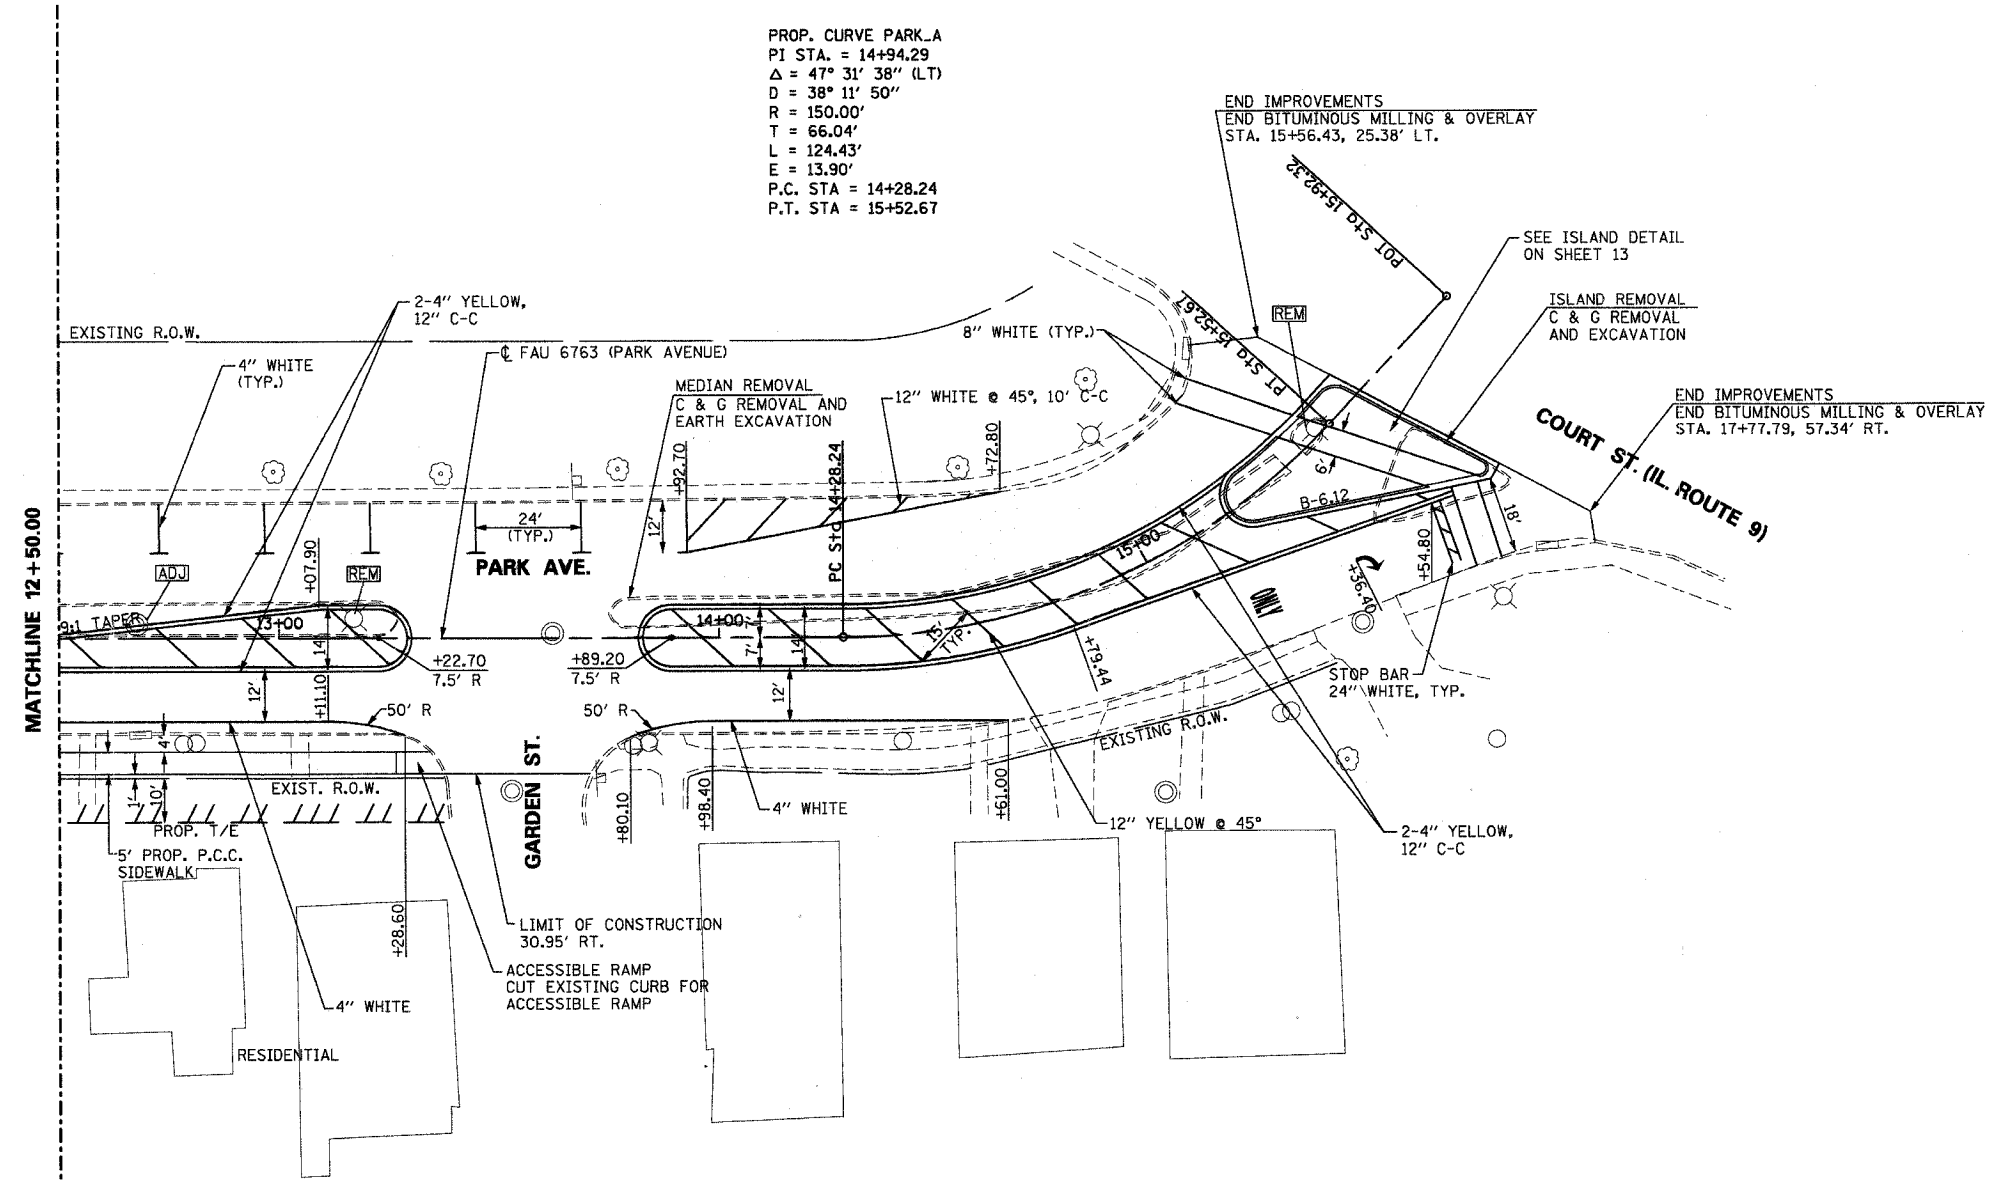 PROP. CURVE PARK_A
PI STA. = 14+94.29
Δ = 47° 31' 38" (LT)
D = 38° 11' 50"
R = 150.00'
T = 66.04'
L = 124.43'
E = 13.90'
P.C. STA = 14+28.24
P.T. STA = 15+52.67
END IMPROVEMENTS
END BITUMINOUS MILLING & OVERLAY
STA. 15+56.43, 25.38' LT.
POT Sta 15+92.32
SEE ISLAND DETAIL
ON SHEET 13
ISLAND REMOVAL
C & G REMOVAL
AND EXCAVATION
REM
PT Sta 15+52.67
END IMPROVEMENTS
END BITUMINOUS MILLING & OVERLAY
STA. 17+77.79, 57.34' RT.
COURT ST. (IL. ROUTE 9)
2-4" YELLOW,
12" C-C
EXISTING R.O.W.
4" WHITE
(TYP.)
℄ FAU 6763 (PARK AVENUE)
8" WHITE (TYP.)
MEDIAN REMOVAL
C & G REMOVAL AND
EARTH EXCAVATION
12" WHITE @ 45°, 10' C-C
+92.70
PC Sta 14+28.24
+72.80
6'
B-6.12
18'
24'
(TYP.)
12'
PARK AVE.
15+00
+54.80
+36.40
ONLY
MATCHLINE 12+50.00
ADJ
+07.90
REM
9:1 TAPER
13+00
14'
14+00
7'
7'
14'
15'
TYP.
+22.70
7.5' R
+89.20
7.5' R
+79.44
STOP BAR
24" WHITE, TYP.
12'
+11.10
50' R
12'
50' R
4'
1'
10'
EXIST. R.O.W.
PROP. T/E
5' PROP. P.C.C.
SIDEWALK
GARDEN ST.
+80.10
+98.40
4" WHITE
+61.00
EXISTING R.O.W.
12" YELLOW @ 45°
2-4" YELLOW,
12" C-C
+28.60
LIMIT OF CONSTRUCTION
30.95' RT.
ACCESSIBLE RAMP
CUT EXISTING CURB FOR
ACCESSIBLE RAMP
4" WHITE
RESIDENTIAL